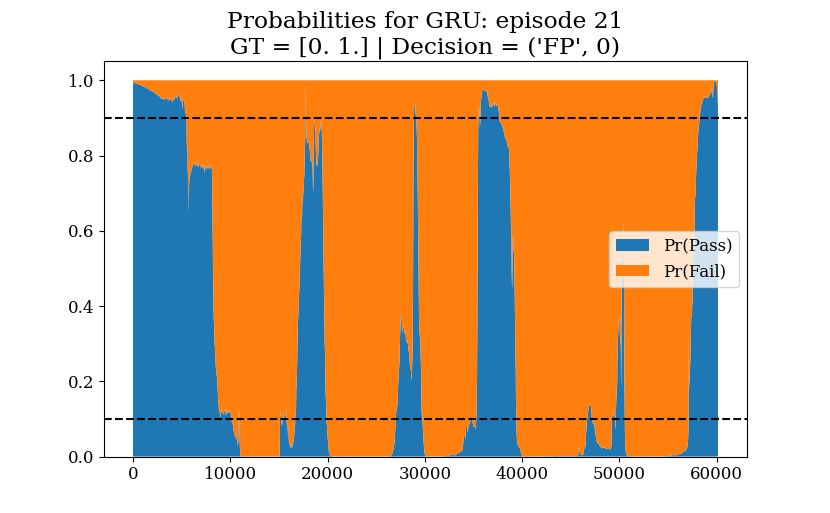 Probabilities for GRU: episode 21
GT = [0. 1.] | Decision = ('FP', 0)
1.0
0.8
0.6
0.4
0.2
0.0
Pr(Pass)
Pr(Fail)
0 10000 20000 30000 40000 50000 60000